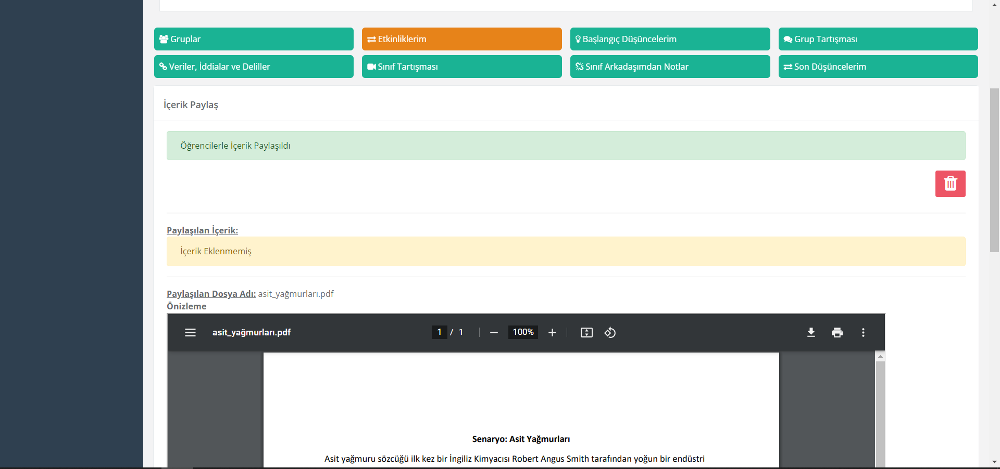 Gruplar
Etkinliklerim
Başlangıç Düşüncelerim
Grup Tartışması
Veriler, İddialar ve Deliller
Sınıf Tartışması
Sınıf Arkadaşımdan Notlar
Son Düşüncelerim
İçerik Paylaş
Öğrencilerle İçerik Paylaşıldı
Paylaşılan İçerik:
İçerik Eklenmemiş
Paylaşılan Dosya Adı: asit_yağmurları.pdf
Önizleme
asit_yağmurları.pdf
1 / 1
100%
Senaryo: Asit Yağmurları
Asit yağmuru sözcüğü ilk kez bir İngiliz Kimyacısı Robert Angus Smith tarafından yoğun bir endüstri